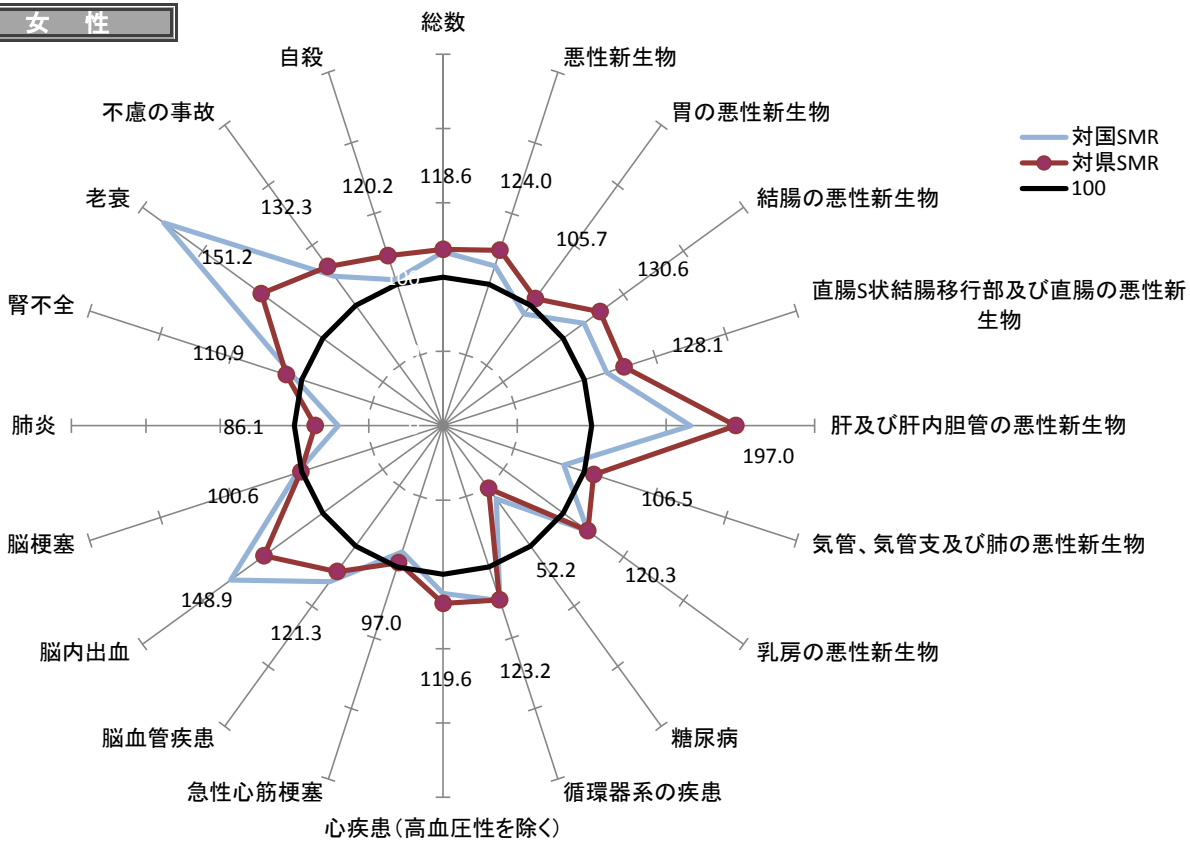 女 性
総数
自殺
悪性新生物
不慮の事故
胃の悪性新生物
対国SMR
対県SMR
100
老衰
結腸の悪性新生物
腎不全
直腸S状結腸移行部及び直腸の悪性新
生物
肺炎
肝及び肝内胆管の悪性新生物
脳梗塞
気管、気管支及び肺の悪性新生物
脳内出血
乳房の悪性新生物
脳血管疾患
糖尿病
急性心筋梗塞
循環器系の疾患
心疾患(高血圧性を除く)
118.6
124.0
105.7
130.6
128.1
197.0
106.5
120.3
52.2
123.2
119.6
97.0
121.3
148.9
100.6
86.1
110.9
151.2
132.3
120.2
100